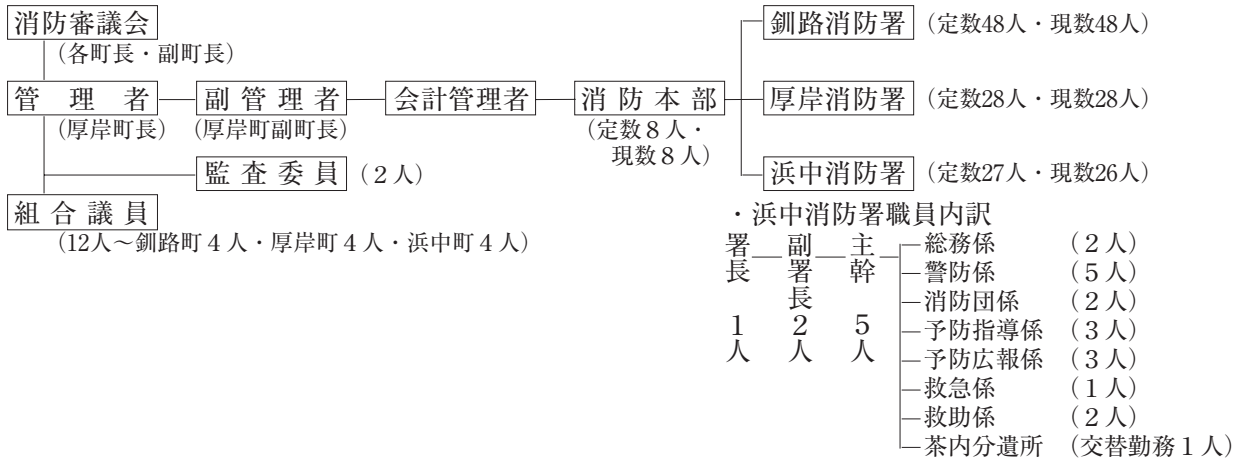 消防審議会
(各町長・副町長)
管理者
(厚岸町長)
副管理者
(厚岸町副町長)
会計管理者
消防本部
(定数8人・
現数8人)
釧路消防署 (定数48人・現数48人)
厚岸消防署 (定数28人・現数28人)
浜中消防署 (定数27人・現数26人)
監査委員 (2人)
組合議員
(12人~釧路町4人・厚岸町4人・浜中町4人)
・浜中消防署職員内訳
署長 1人
副署長 2人
主幹 5人
総務係 (2人)
警防係 (5人)
消防団係 (2人)
予防指導係 (3人)
予防広報係 (3人)
救急係 (1人)
救助係 (2人)
茶内分遣所 (交替勤務1人)